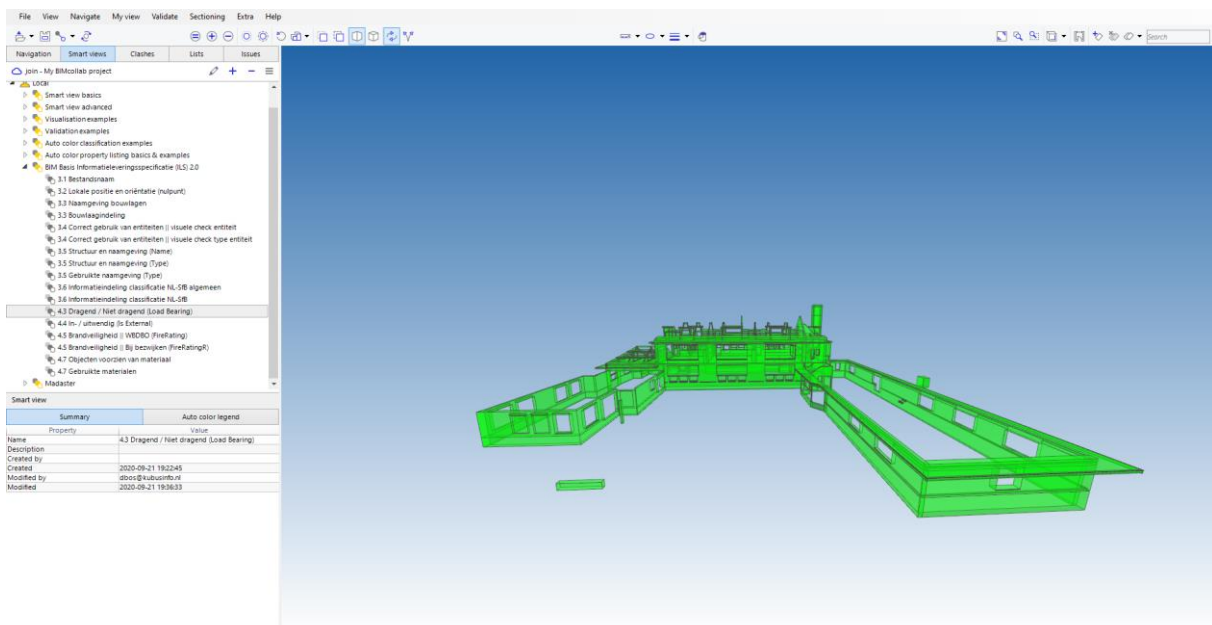 File View Navigate My view Validate Sectioning Extra Help
Search
Navigation Smart views Clashes Lists Issues
join - My BIMcollab project
Local
Smart view basics
Smart view advanced
Visualisation examples
Validation examples
Auto color classification examples
Auto color property listing basics & examples
BIM Basis Informatieleveringsspecificatie (ILS) 2.0
3.1 Bestandsnaam
3.2 Lokale positie en oriëntatie (nulpunt)
3.3 Naamgeving bouwlagen
3.3 Bouwlaagindeling
3.4 Correct gebruik van entiteiten || visuele check entiteit
3.4 Correct gebruik van entiteiten || visuele check type entiteit
3.5 Structuur en naamgeving (Name)
3.5 Structuur en naamgeving (Type)
3.5 Gebruikte naamgeving (Type)
3.6 Informatieindeling classificatie NL-SfB algemeen
3.6 Informatieindeling classificatie NL-SfB
4.3 Dragend / Niet dragend (Load Bearing)
4.4 In- / uitwendig (Is External)
4.5 Brandveiligheid || WBDBO (FireRating)
4.5 Brandveiligheid || Bij bezwijken (FireRatingR)
4.7 Objecten voorzien van materiaal
4.7 Gebruikte materialen
Madaster
Smart view
Summary Auto color legend
Property Value
Name 4.3 Dragend / Niet dragend (Load Bearing)
Description
Created by
Created 2020-09-21 19:22:45
Modified by dbos@kubusinfo.nl
Modified 2020-09-21 19:36:33